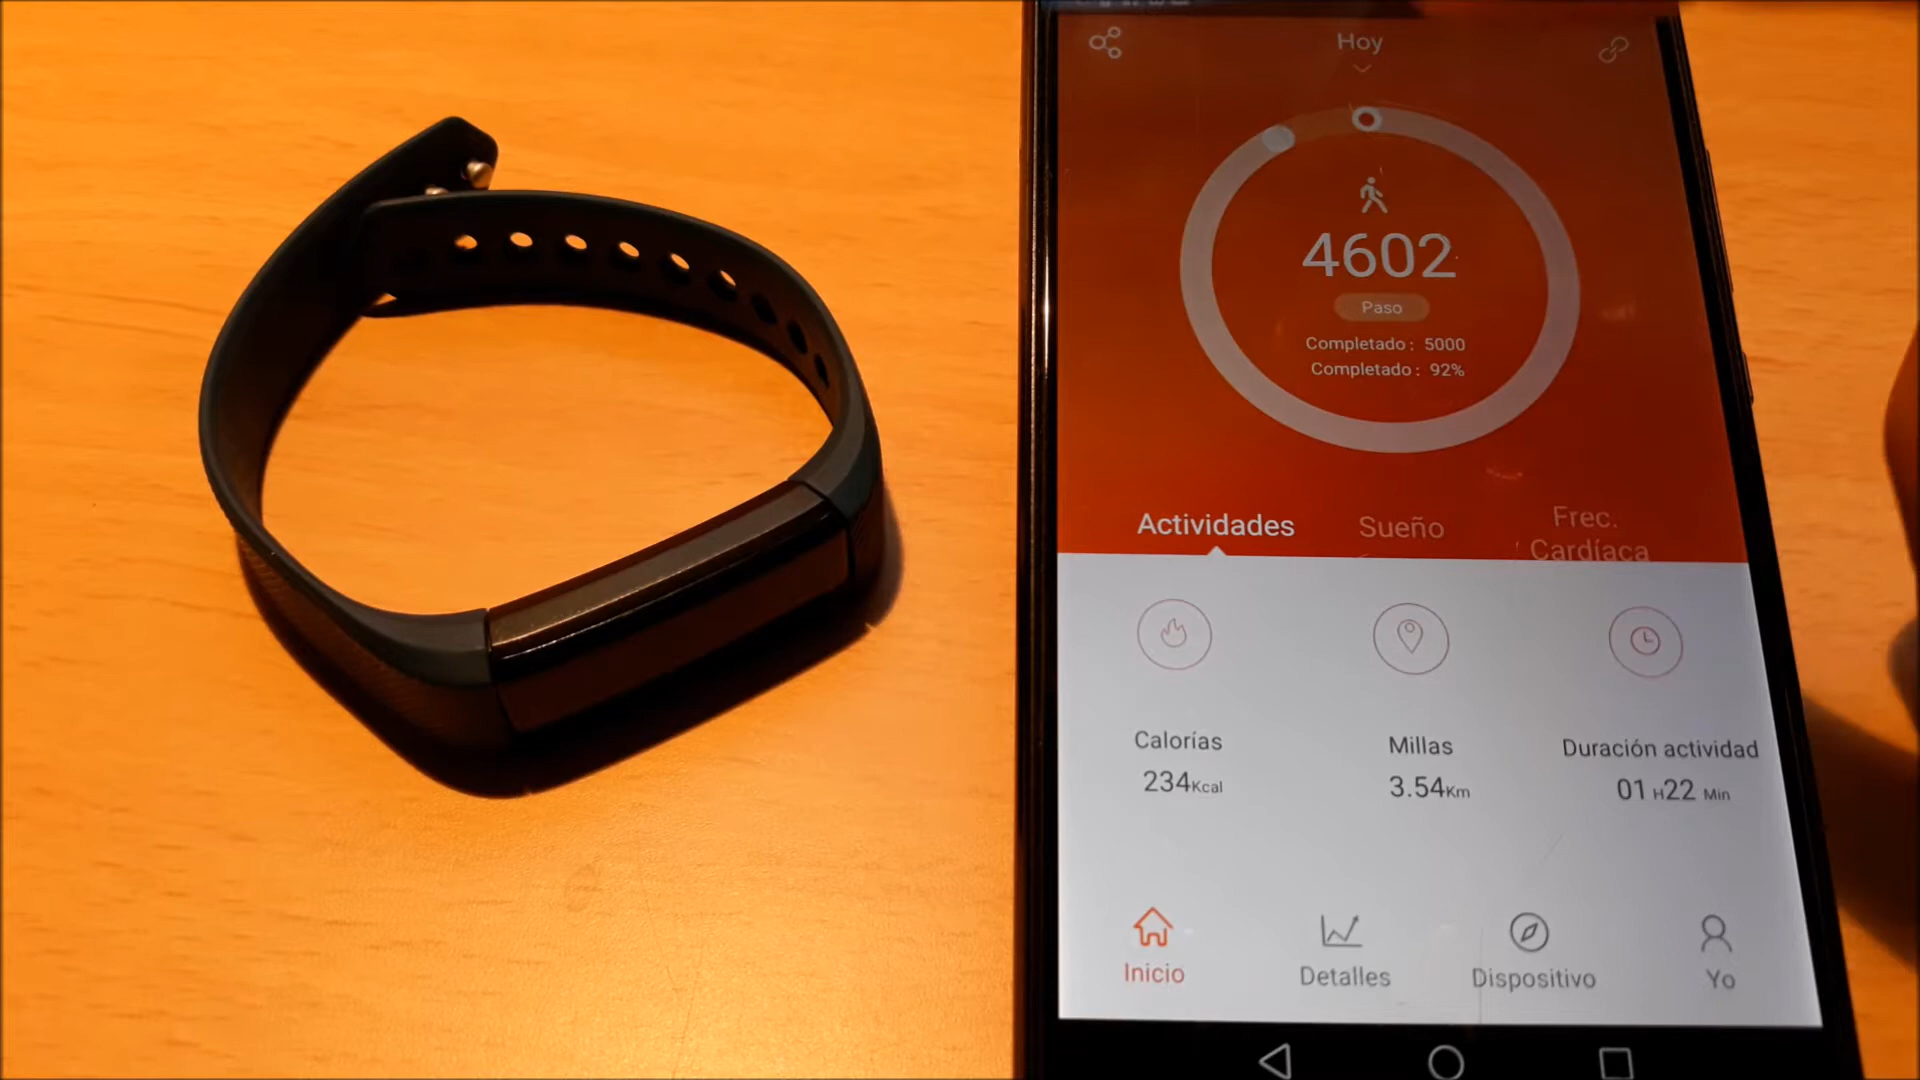 Hoy
4602
Paso
Completado : 5000
Completado : 92%
Actividades Sueño Frec. Cardíaca
Calorías Millas Duración actividad
234Kcal 3.54Km 01 H22 Min
Inicio Detalles Dispositivo Yo